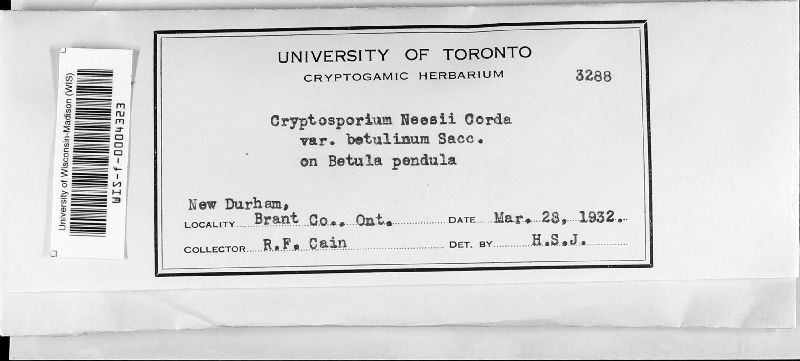 University of Wisconsin-Madison (WIS)
WIS-f-0004323
UNIVERSITY OF TORONTO
CRYPTOGAMIC HERBARIUM
3288
Cryptosporium Neesii Corda
var. betulinum Sacc.
on Betula pendula
New Durham,
LOCALITY Brant Co., Ont. DATE Mar. 28, 1932.
COLLECTOR R.F. Cain DET. BY H.S.J.